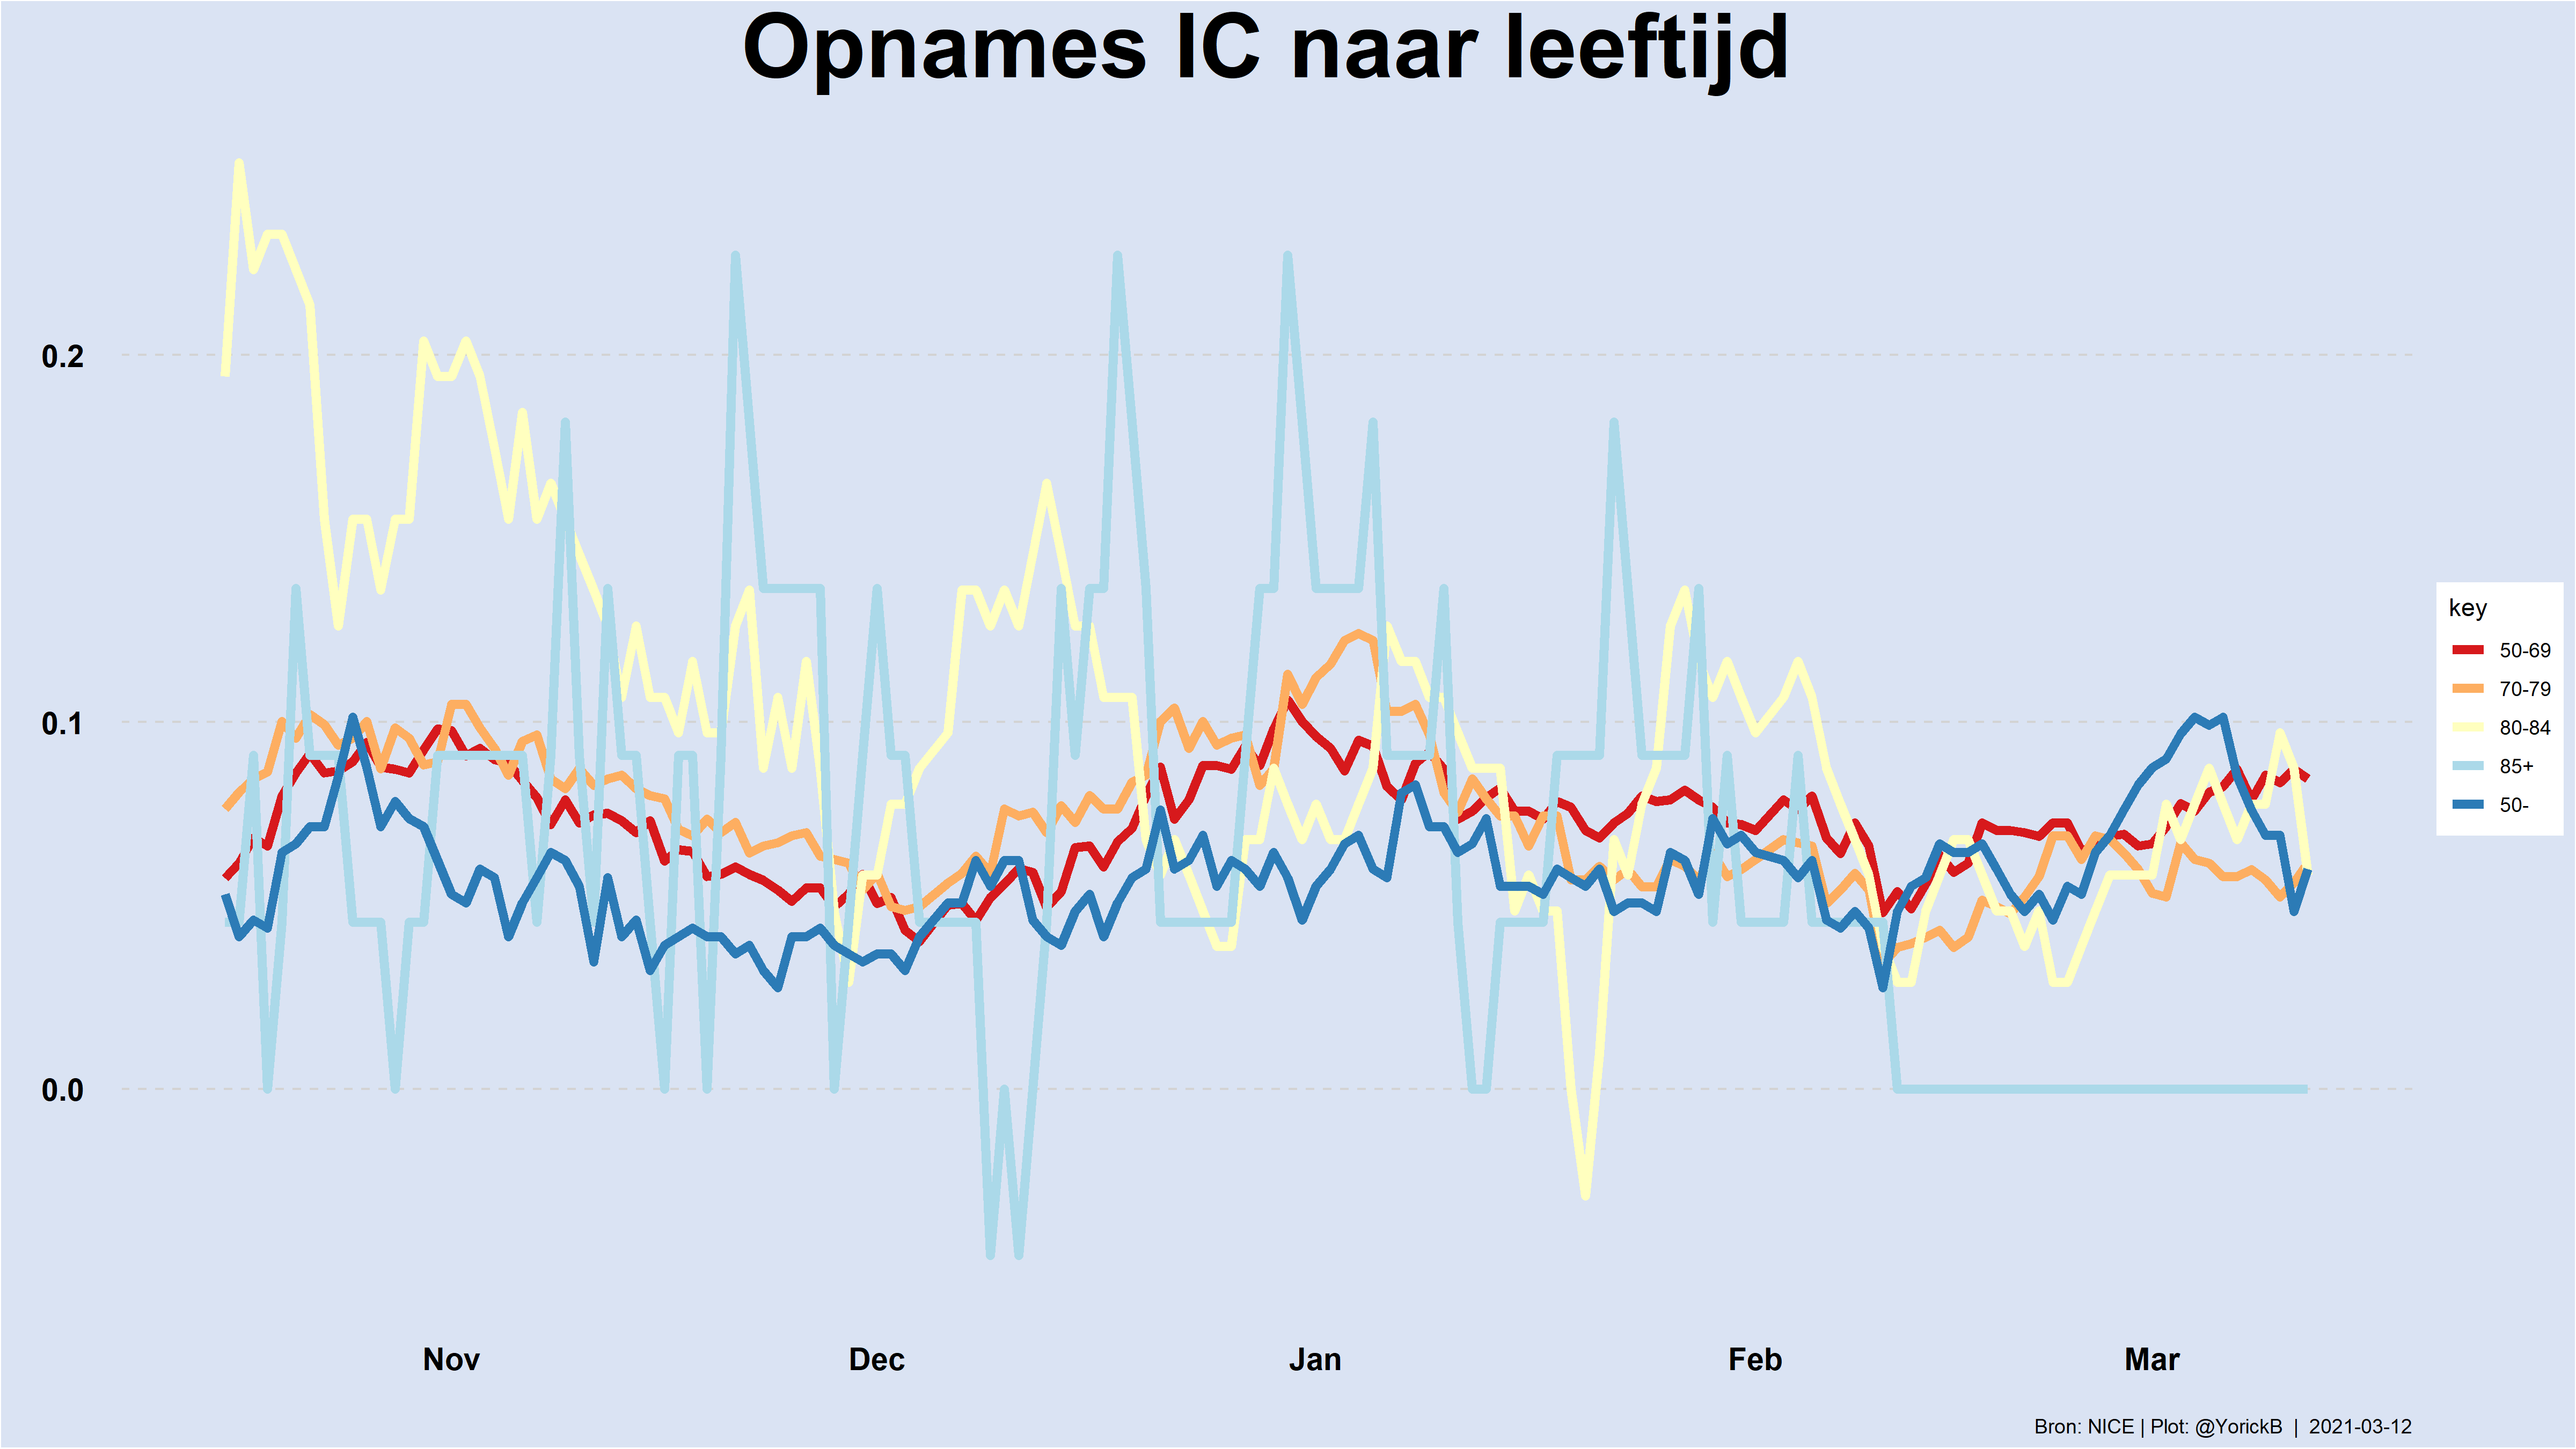 Opnames IC naar leeftijd
0.2
0.1
0.0
Nov Dec Jan Feb Mar
key
50-69
70-79
80-84
85+
50-
Bron: NICE | Plot: @YorickB | 2021-03-12